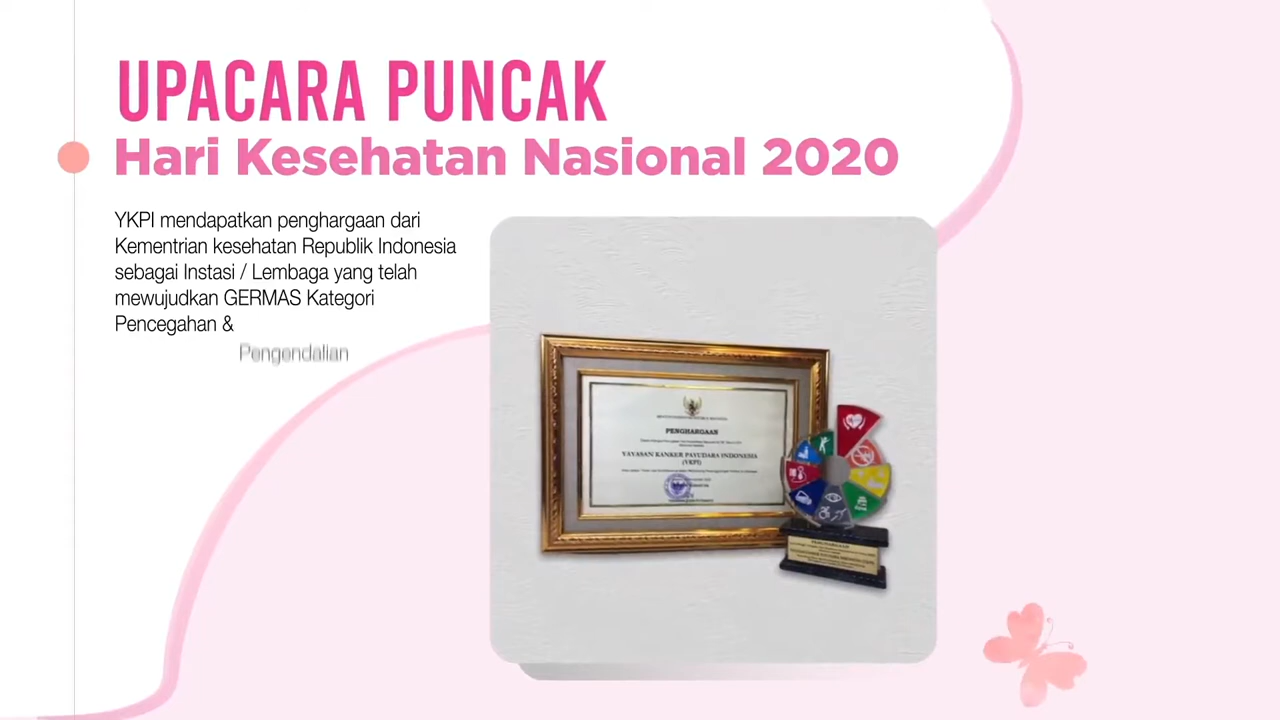 UPACARA PUNCAK
Hari Kesehatan Nasional 2020
YKPI mendapatkan penghargaan dari
Kementrian kesehatan Republik Indonesia
sebagai Instasi / Lembaga yang telah
mewujudkan GERMAS Kategori
Pencegahan &
Pengendalian
PENGHARGAAN
YAYASAN KANKER PAYUDARA INDONESIA
(YKPI)
PENGHARGAAN